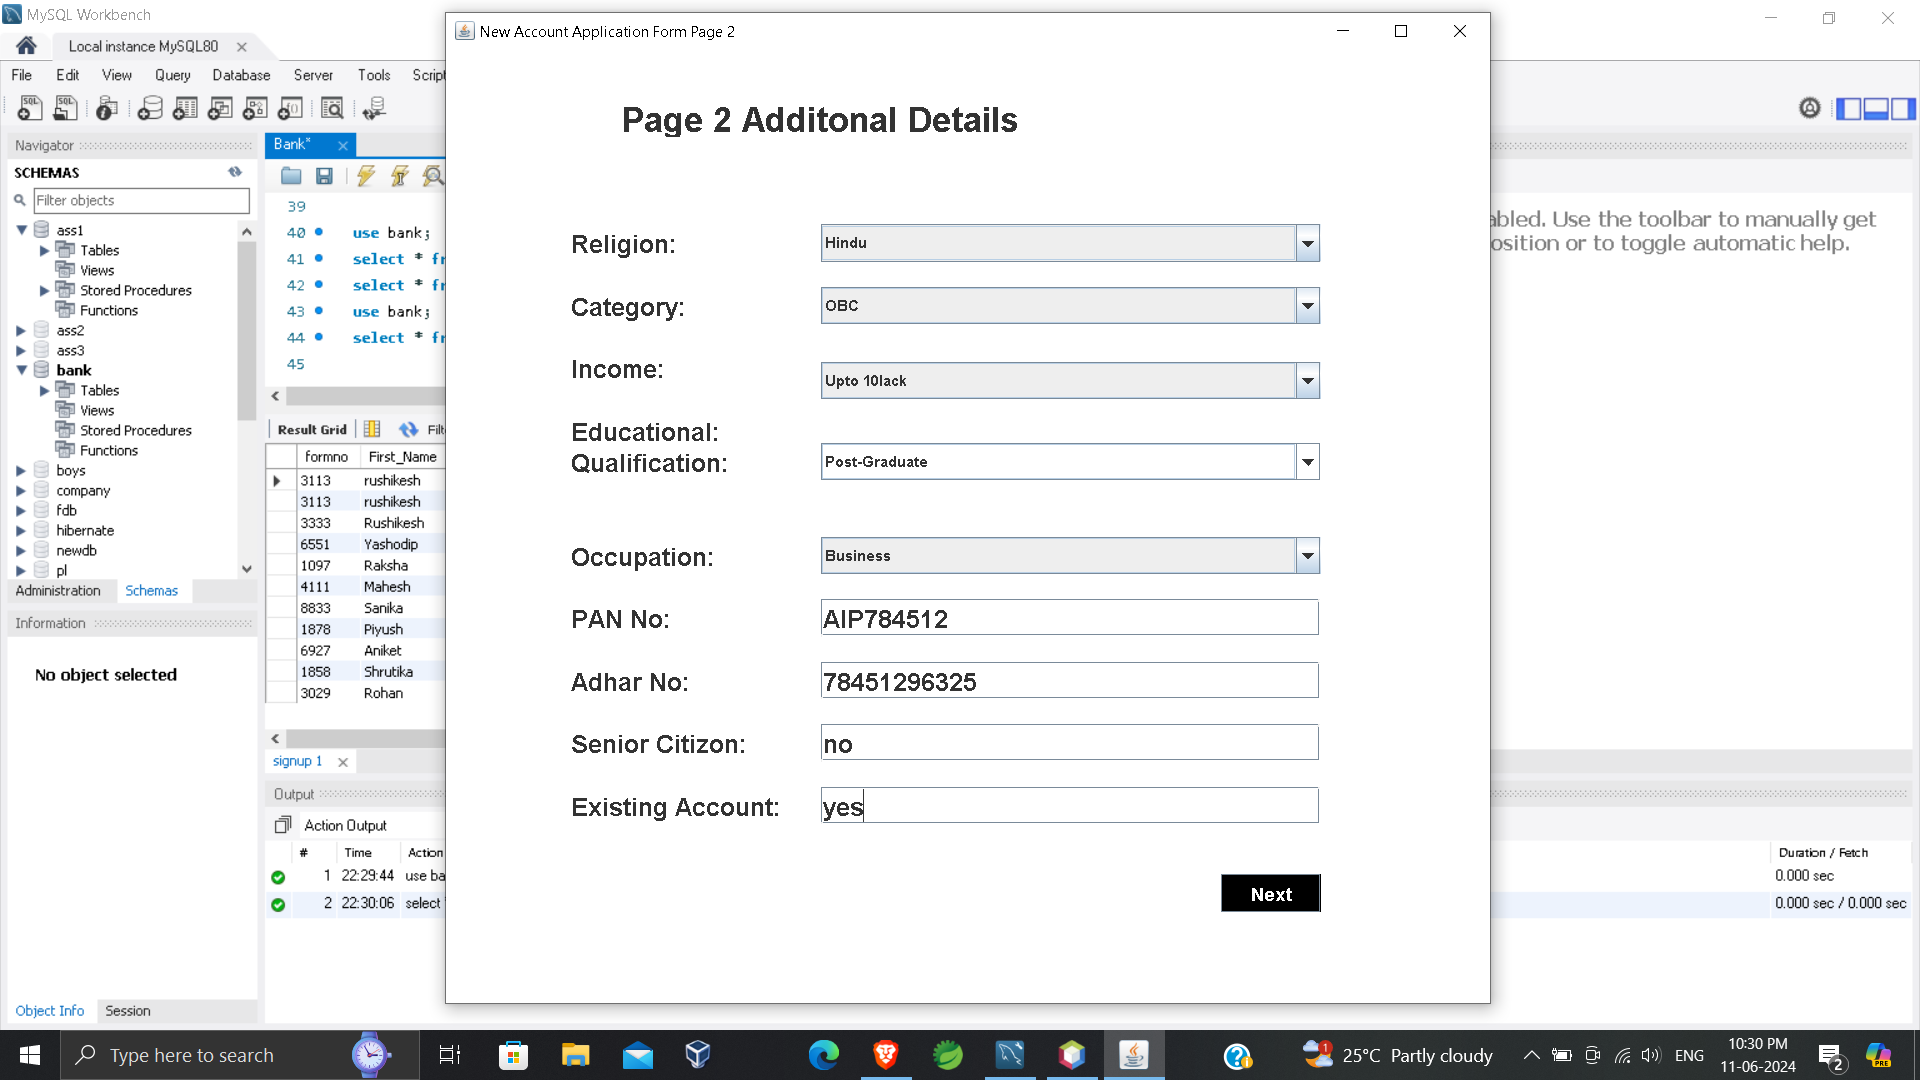 MySQL Workbench
Local instance MySQL80
File Edit View Query Database Server Tools Script
Navigator
SCHEMAS
Filter objects
ass1
Tables
Views
Stored Procedures
Functions
ass2
ass3
bank
Tables
Views
Stored Procedures
Functions
boys
company
fdb
hibernate
newdb
pl
Administration Schemas
Information
No object selected
Object Info Session
Bank*
39
40 use bank;
41 select * fr
42 select * fr
43 use bank;
44 select * fr
45
Result Grid Filt
formno First_Name
3113 rushikesh
3113 rushikesh
3333 Rushikesh
6551 Yashodip
1097 Raksha
4111 Mahesh
8833 Sanika
1878 Piyush
6927 Aniket
1858 Shrutika
3029 Rohan
signup 1
Output
Action Output
# Time Action
1 22:29:44 use ba
2 22:30:06 select
New Account Application Form Page 2
Page 2 Additonal Details
Religion: Hindu
Category: OBC
Income: Upto 10lack
Educational:
Qualification: Post-Graduate
Occupation: Business
PAN No: AIP784512
Adhar No: 78451296325
Senior Citizon: no
Existing Account: yes
Next
abled. Use the toolbar to manually get
osition or to toggle automatic help.
Duration / Fetch
0.000 sec
0.000 sec / 0.000 sec
Type here to search
1
25°C Partly cloudy
ENG
10:30 PM
11-06-2024
2
PRE